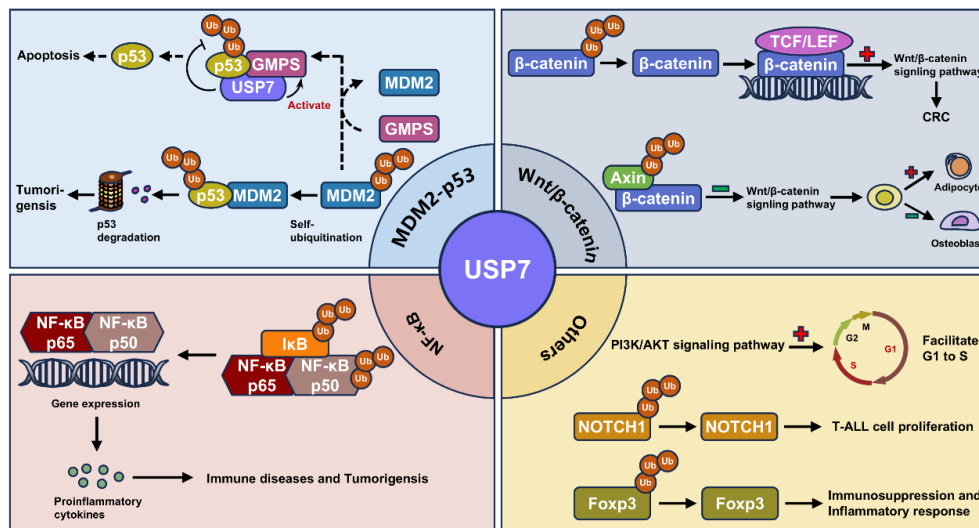 Ub
Ub
Ub
Apoptosis
p53
p53
GMPS
USP7
Activate
MDM2
GMPS
Ub
Ub
Ub
Ub
Ub
Ub
Tumori-
gensis
p53
degradation
p53
MDM2
MDM2
Self-
ubiquitination
MDM2-p53
Ub
Ub
Ub
β-catenin
β-catenin
TCF/LEF
β-catenin
Wnt/β-catenin
signling pathway
CRC
Ub
Ub
Ub
Axin
β-catenin
Wnt/β-catenin
signling pathway
Adipocyte
Osteoblas
Wnt/β-catenin
USP7
NF-κB
Others
NF-κB
p65
NF-κB
p50
Gene expression
Ub
Ub
Ub
IκB
NF-κB
p65
NF-κB
p50
Ub
Ub
Proinflammatory
cytokines
Immune diseases and Tumorigensis
PI3K/AKT signaling pathway
M
G2
G1
S
Facilitate
G1 to S
Ub
Ub
Ub
NOTCH1
NOTCH1
T-ALL cell proliferation
Ub
Ub
Ub
Foxp3
Foxp3
Immunosuppression and
Inflammatory response